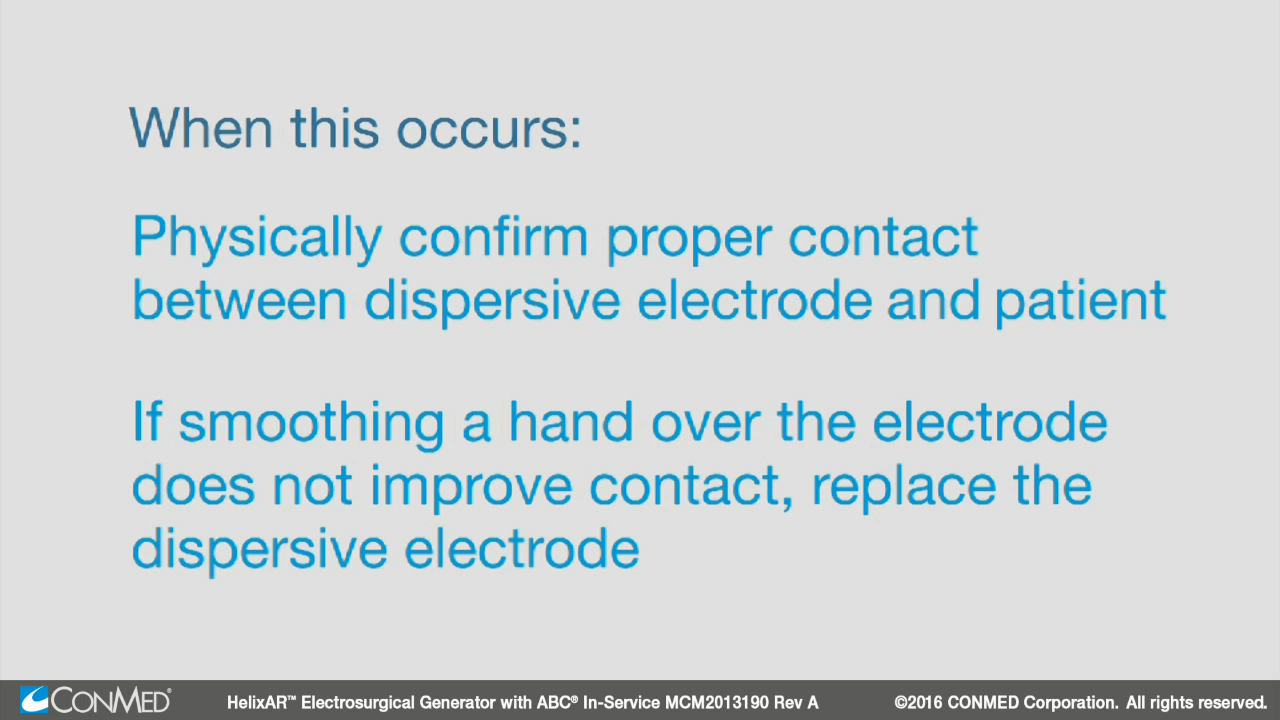 When this occurs:
Physically confirm proper contact
between dispersive electrode and patient
If smoothing a hand over the electrode
does not improve contact, replace the
dispersive electrode
CONMED® HelixAR™ Electrosurgical Generator with ABC® In-Service MCM2013190 Rev A ©2016 CONMED Corporation. All rights reserved.